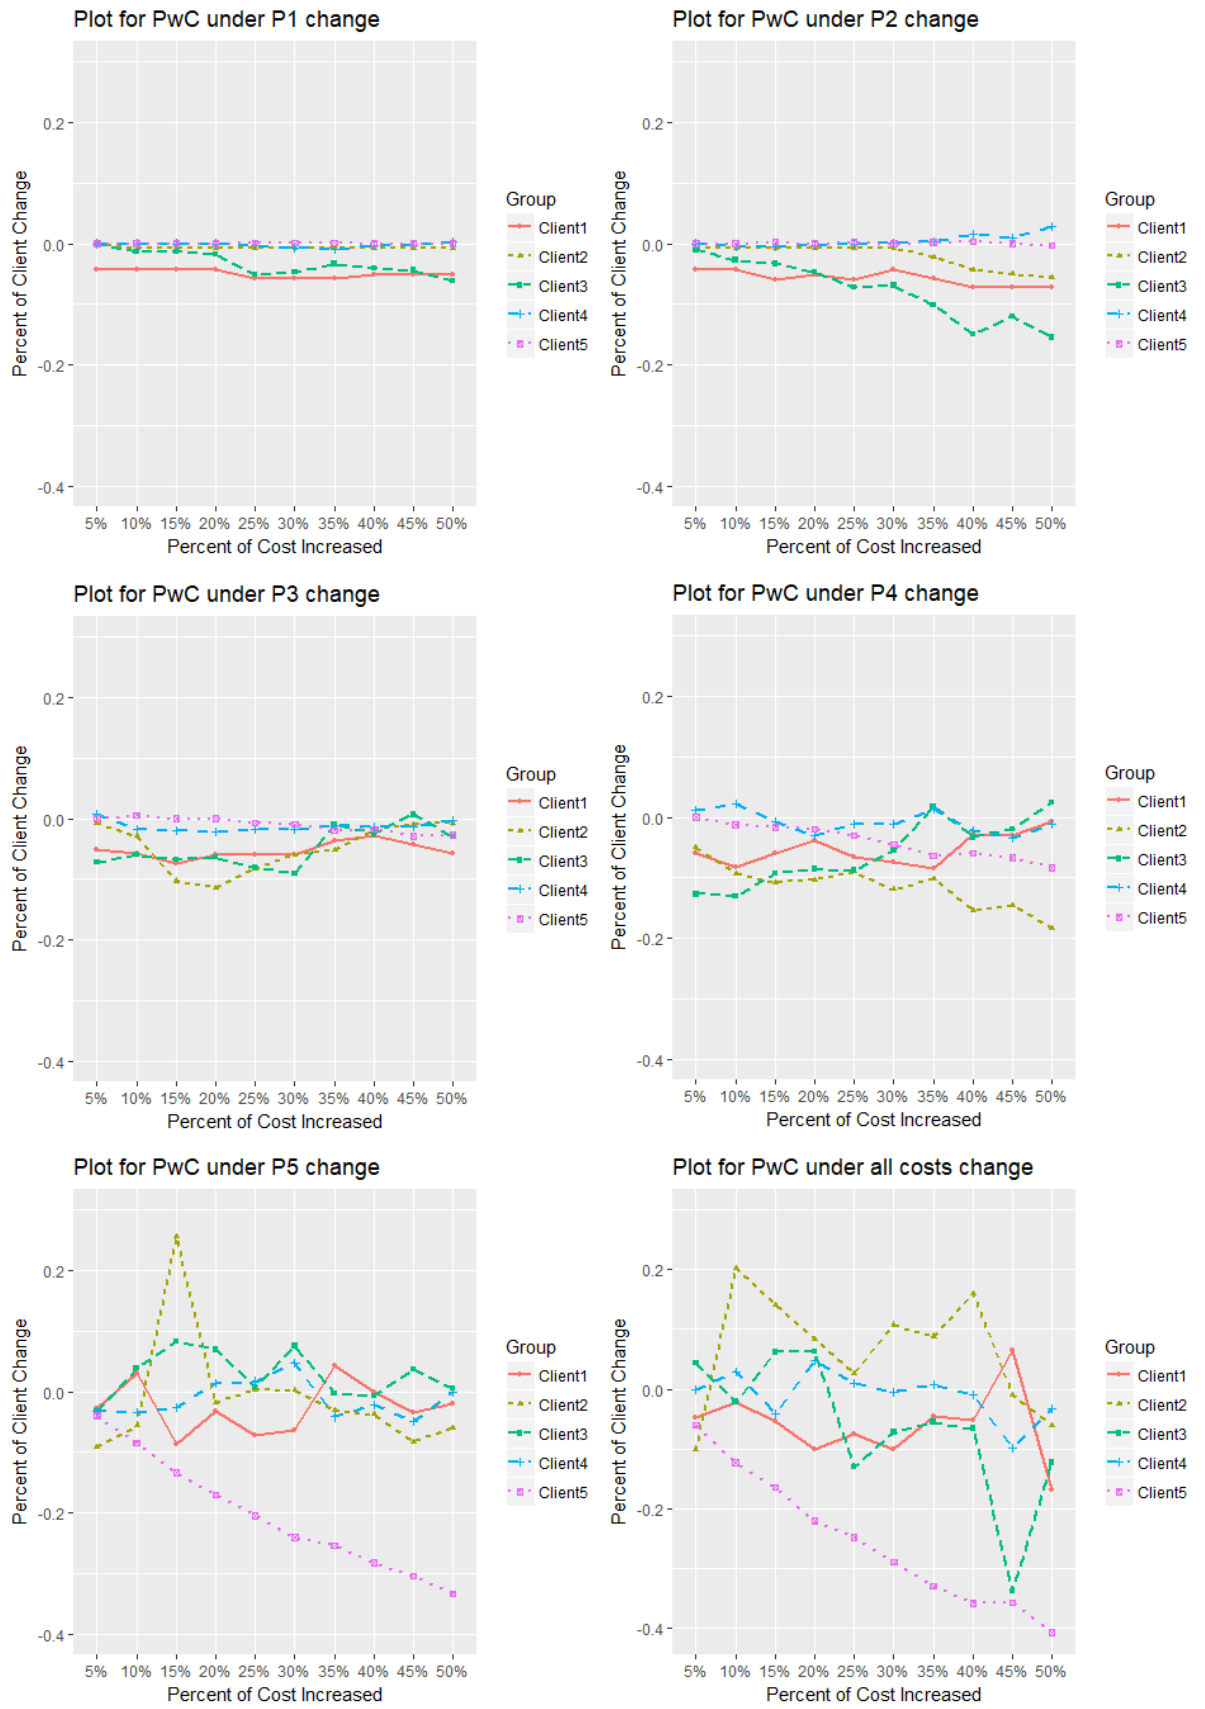 Plot for PwC under P1 change
Percent of Client Change
0.2
0.0
-0.2
-0.4
5% 10% 15% 20% 25% 30% 35% 40% 45% 50%
Percent of Cost Increased
Group
Client1
Client2
Client3
Client4
Client5
Plot for PwC under P2 change
Percent of Client Change
0.2
0.0
-0.2
-0.4
5% 10% 15% 20% 25% 30% 35% 40% 45% 50%
Percent of Cost Increased
Group
Client1
Client2
Client3
Client4
Client5
Plot for PwC under P3 change
Percent of Client Change
0.2
0.0
-0.2
-0.4
5% 10% 15% 20% 25% 30% 35% 40% 45% 50%
Percent of Cost Increased
Group
Client1
Client2
Client3
Client4
Client5
Plot for PwC under P4 change
Percent of Client Change
0.2
0.0
-0.2
-0.4
5% 10% 15% 20% 25% 30% 35% 40% 45% 50%
Percent of Cost Increased
Group
Client1
Client2
Client3
Client4
Client5
Plot for PwC under P5 change
Percent of Client Change
0.2
0.0
-0.2
-0.4
5% 10% 15% 20% 25% 30% 35% 40% 45% 50%
Percent of Cost Increased
Group
Client1
Client2
Client3
Client4
Client5
Plot for PwC under all costs change
Percent of Client Change
0.2
0.0
-0.2
-0.4
5% 10% 15% 20% 25% 30% 35% 40% 45% 50%
Percent of Cost Increased
Group
Client1
Client2
Client3
Client4
Client5